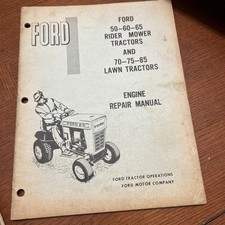 FORD
FORD
50-60-65
RIDER MOWER
TRACTORS
AND
70-75-85
LAWN TRACTORS
ENGINE
REPAIR MANUAL
FORD TRACTOR OPERATIONS
FORD MOTOR COMPANY